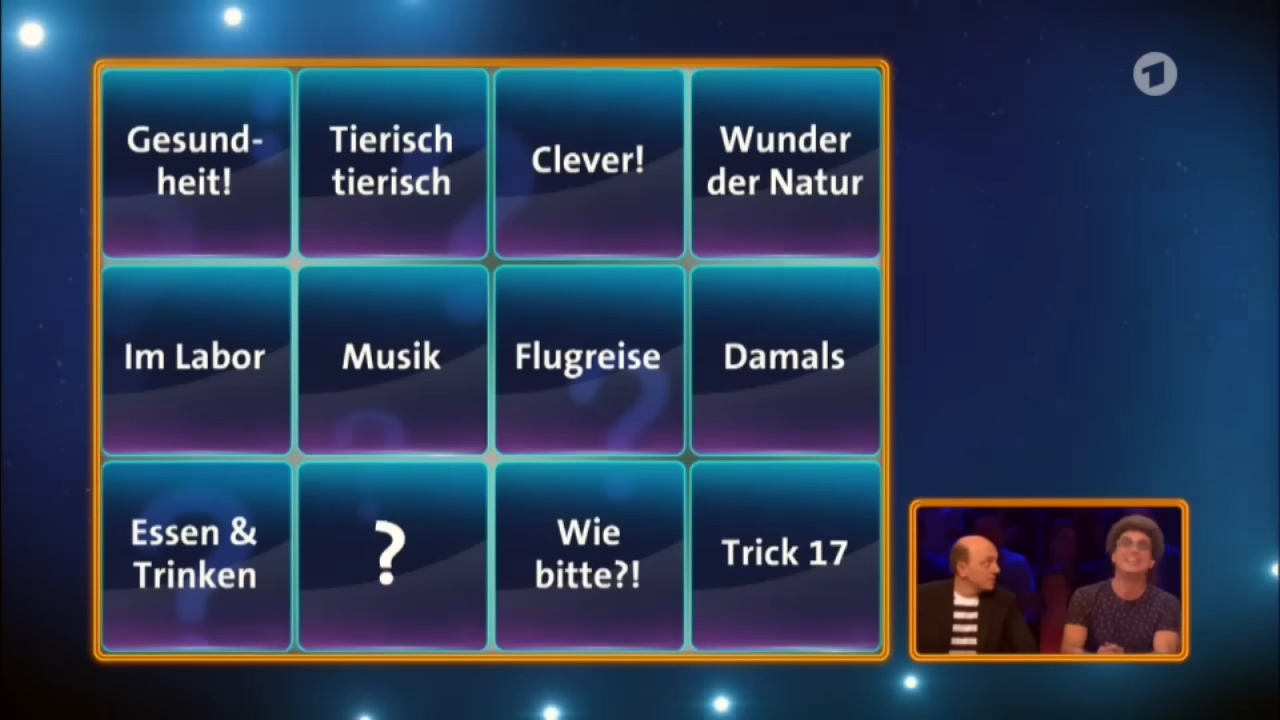 Gesund-
heit!
Tierisch
tierisch
Clever!
Wunder
der Natur
Im Labor
Musik
Flugreise
Damals
Essen &
Trinken
?
Wie
bitte?!
Trick 17
1